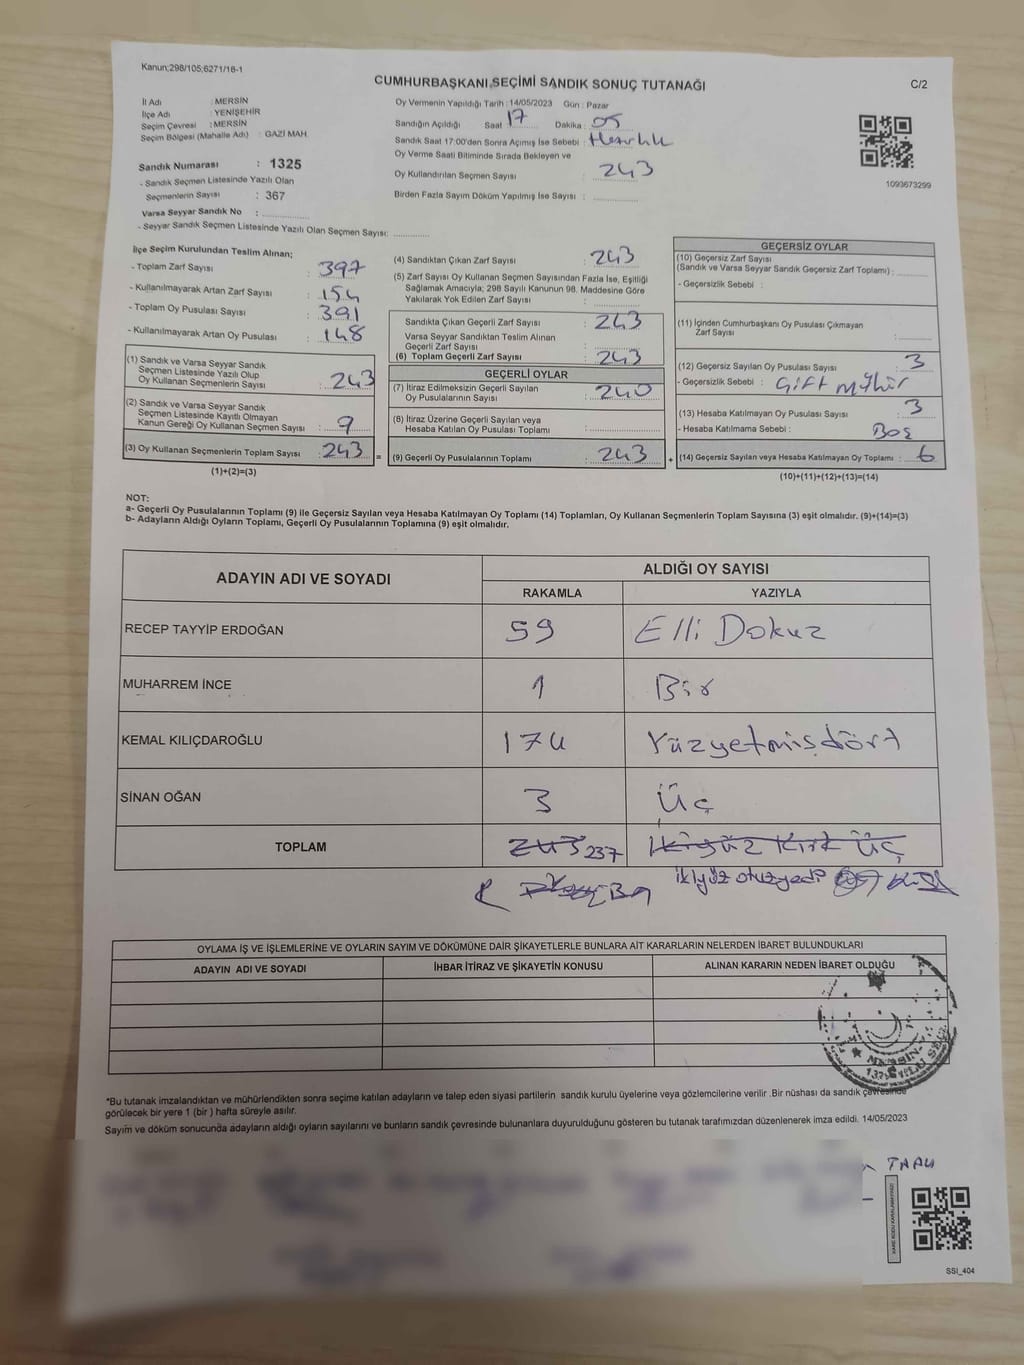 Kanun;298/105;6271/18-1
CUMHURBAŞKANI SEÇİMİ SANDIK SONUÇ TUTANAĞI
C/2
İl Adı : MERSİN
İlçe Adı : YENİŞEHİR
Seçim Çevresi : MERSİN
Seçim Bölgesi (Mahalle Adı) : GAZİ MAH.
Sandık Numarası : 1325
- Sandık Seçmen Listesinde Yazılı Olan
Seçmenlerin Sayısı : 367
Varsa Seyyar Sandık No :
- Seyyar Sandık Seçmen Listesinde Yazılı Olan Seçmen Sayısı:
Oy Vermenin Yapıldığı Tarih : 14/05/2023 Gün : Pazar
Sandığın Açıldığı Saat : 17 Dakika : 05
Sandık Saat 17:00'den Sonra Açımış İse Sebebi : Hazırlık
Oy Verme Saati Bitiminde Sırada Bekleyen ve
Oy Kullandırılan Seçmen Sayısı : 243
Birden Fazla Sayım Döküm Yapılmış İse Sayısı :
1093673299
İlçe Seçim Kurulundan Teslim Alınan;
- Toplam Zarf Sayısı : 397
- Kullanılmayarak Artan Zarf Sayısı : 154
- Toplam Oy Pusulası Sayısı : 391
- Kullanılmayarak Artan Oy Pusulası : 148
(1) Sandık ve Varsa Seyyar Sandık
Seçmen Listesinde Yazılı Olup
Oy Kullanan Seçmenlerin Sayısı : 243
(2) Sandık ve Varsa Seyyar Sandık
Seçmen Listesinde Kayıtlı Olmayan
Kanun Gereği Oy Kullanan Seçmen Sayısı : 9
(3) Oy Kullanan Seçmenlerin Toplam Sayısı : 243 =
(1)+(2)=(3)
(4) Sandıktan Çıkan Zarf Sayısı : 243
(5) Zarf Sayısı Oy Kullanan Seçmen Sayısından Fazla İse, Eşitliği
Sağlamak Amacıyla; 298 Sayılı Kanunun 98. Maddesine Göre
Yakılarak Yok Edilen Zarf Sayısı :
Sandıkta Çıkan Geçerli Zarf Sayısı : 243
Varsa Seyyar Sandıktan Teslim Alınan
Geçerli Zarf Sayısı :
(6) Toplam Geçerli Zarf Sayısı : 243
GEÇERLİ OYLAR
(7) İtiraz Edilmeksizin Geçerli Sayılan
Oy Pusulalarının Sayısı : 240
(8) İtiraz Üzerine Geçerli Sayılan veya
Hesaba Katılan Oy Pusulası Toplamı :
(9) Geçerli Oy Pusulalarının Toplamı : 243 +
GEÇERSİZ OYLAR
(10) Geçersiz Zarf Sayısı
(Sandık ve Varsa Seyyar Sandık Geçersiz Zarf Toplamı) :
- Geçersizlik Sebebi :
(11) İçinden Cumhurbaşkanı Oy Pusulası Çıkmayan
Zarf Sayısı :
(12) Geçersiz Sayılan Oy Pusulası Sayısı : 3
- Geçersizlik Sebebi : Çift Mühür
(13) Hesaba Katılmayan Oy Pusulası Sayısı : 3
- Hesaba Katılmama Sebebi : Boş
(14) Geçersiz Sayılan veya Hesaba Katılmayan Oy Toplamı : 6
(10)+(11)+(12)+(13)=(14)
NOT:
a- Geçerli Oy Pusulalarının Toplamı (9) ile Geçersiz Sayılan veya Hesaba Katılmayan Oy Toplamı (14) Toplamları, Oy Kullanan Seçmenlerin Toplam Sayısına (3) eşit olmalıdır. (9)+(14)=(3)
b- Adayların Aldığı Oyların Toplamı, Geçerli Oy Pusulalarının Toplamına (9) eşit olmalıdır.
ADAYIN ADI VE SOYADI
ALDIĞI OY SAYISI
RAKAMLA YAZIYLA
RECEP TAYYİP ERDOĞAN 59 Elli Dokuz
MUHARREM İNCE 1 Bir
KEMAL KILIÇDAROĞLU 174 Yüzyetmişdört
SİNAN OĞAN 3 Üç
TOPLAM 243 237 İkiyüz Kırk Üç
ikiyüz otuzyedi
OYLAMA İŞ VE İŞLEMLERİNE VE OYLARIN SAYIM VE DÖKÜMÜNE DAİR ŞİKAYETLERLE BUNLARA AİT KARARLARIN NELERDEN İBARET BULUNDUKLARI
ADAYIN ADI VE SOYADI İHBAR İTİRAZ VE ŞİKAYETİN KONUSU ALINAN KARARIN NEDEN İBARET OLDUĞU
*Bu tutanak imzalandıktan ve mühürlendikten sonra seçime katılan adayların ve talep eden siyasi partilerin sandık kurulu üyelerine veya gözlemcilerine verilir .Bir nüshası da sandık çevresinde
görülecek bir yere 1 (bir ) hafta süreyle asılır.
Sayım ve döküm sonucunda adayların aldığı oyların sayılarını ve bunların sandık çevresinde bulunanlara duyurulduğunu gösteren bu tutanak tarafımızdan düzenlenerek imza edildi. 14/05/2023
KARE KODU KARALAMAYINIZ!
SSI_404